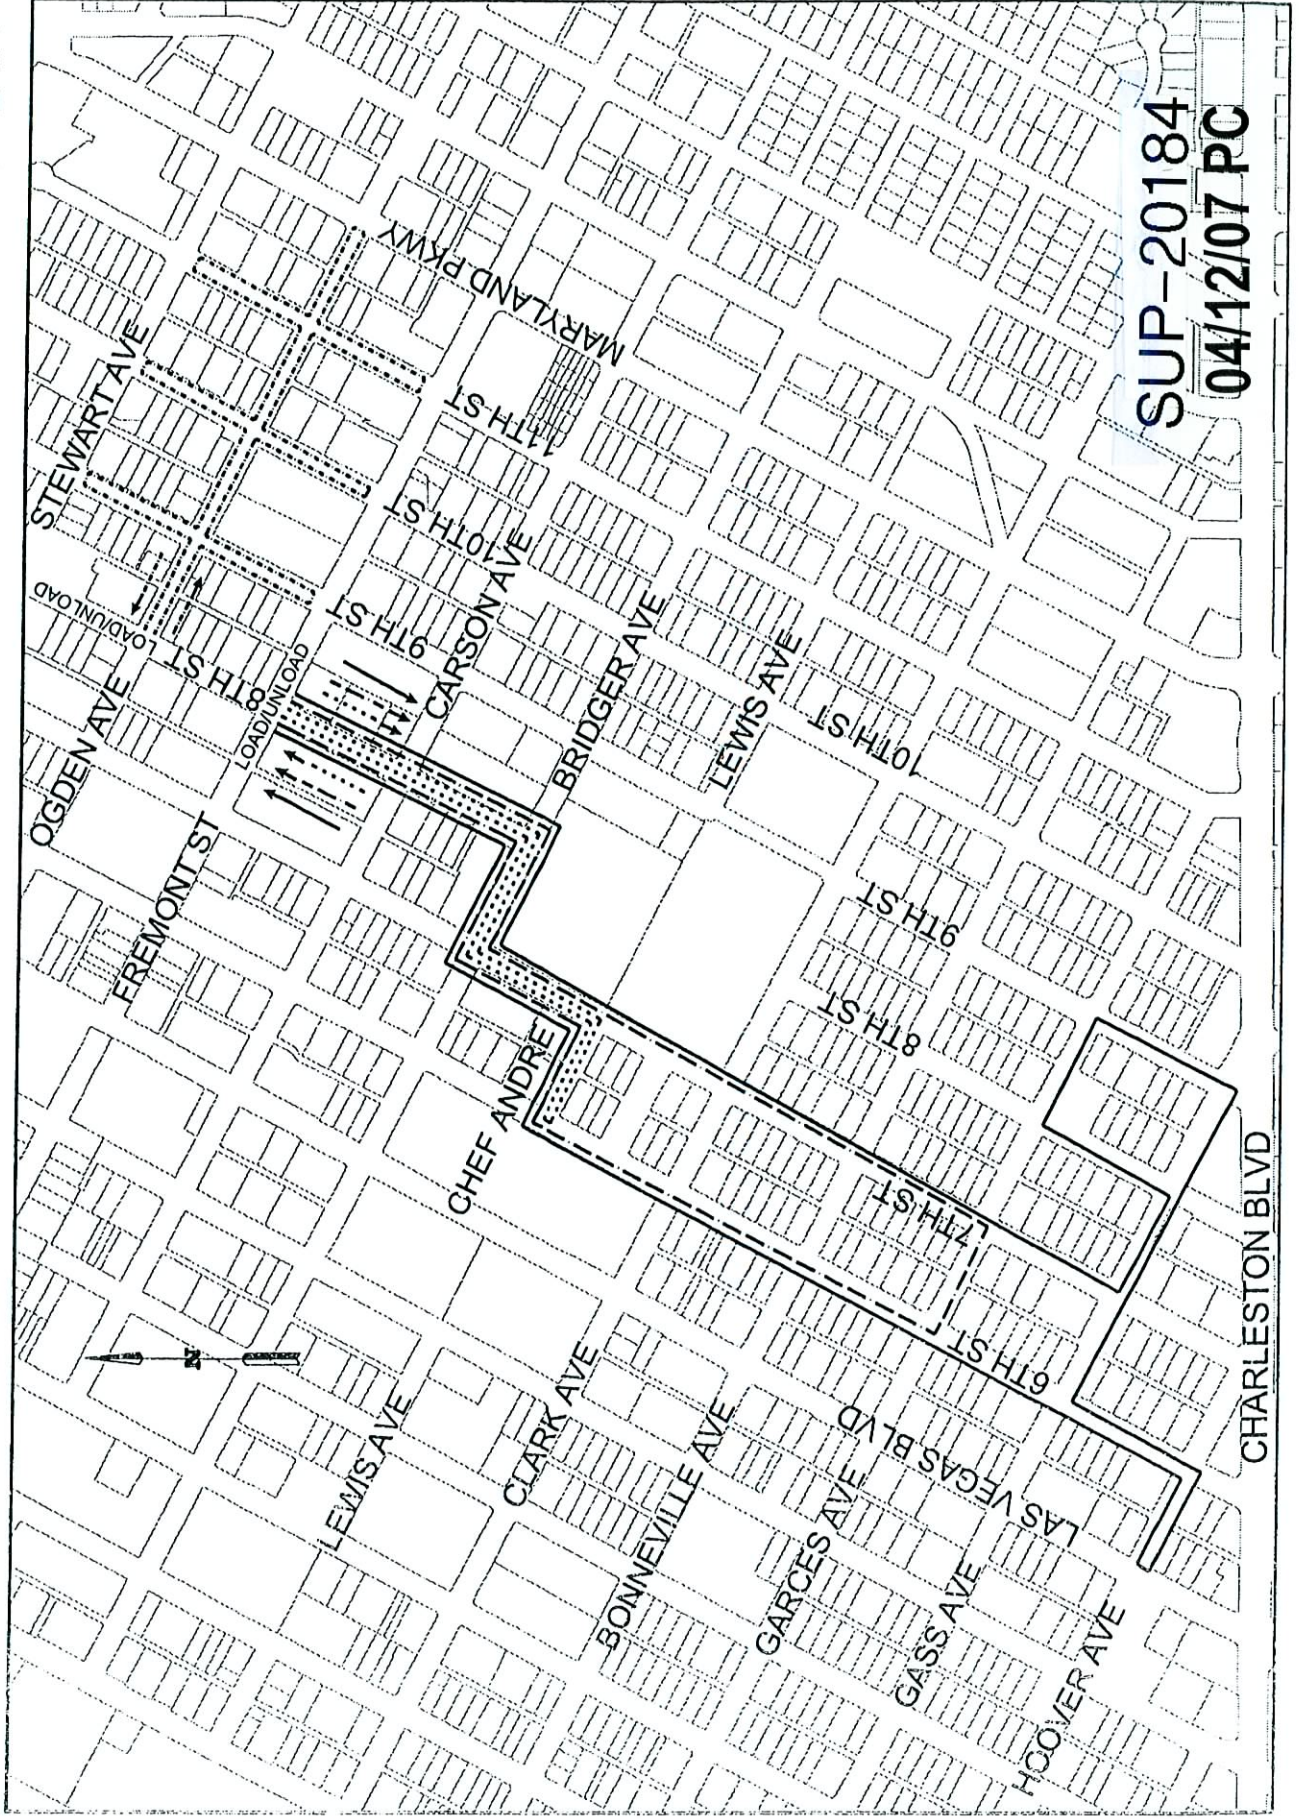 STEWART AVE
OGDEN AVE
FREMONT ST
LOAD/UNLOAD
8TH ST
LOAD/UNLOAD
MARYLAND PKWY
11TH ST
10TH ST
9TH ST
CARSON AVE
BRIDGER AVE
LEWIS AVE
10TH ST
9TH ST
8TH ST
CHEF ANDRE
7TH ST
6TH ST
N
LEWIS AVE
CLARK AVE
BONNEVILLE AVE
GARCES AVE
GASS AVE
HOOVER AVE
LAS VEGAS BLVD
CHARLESTON BLVD
SUP-20184
04/12/07 PC